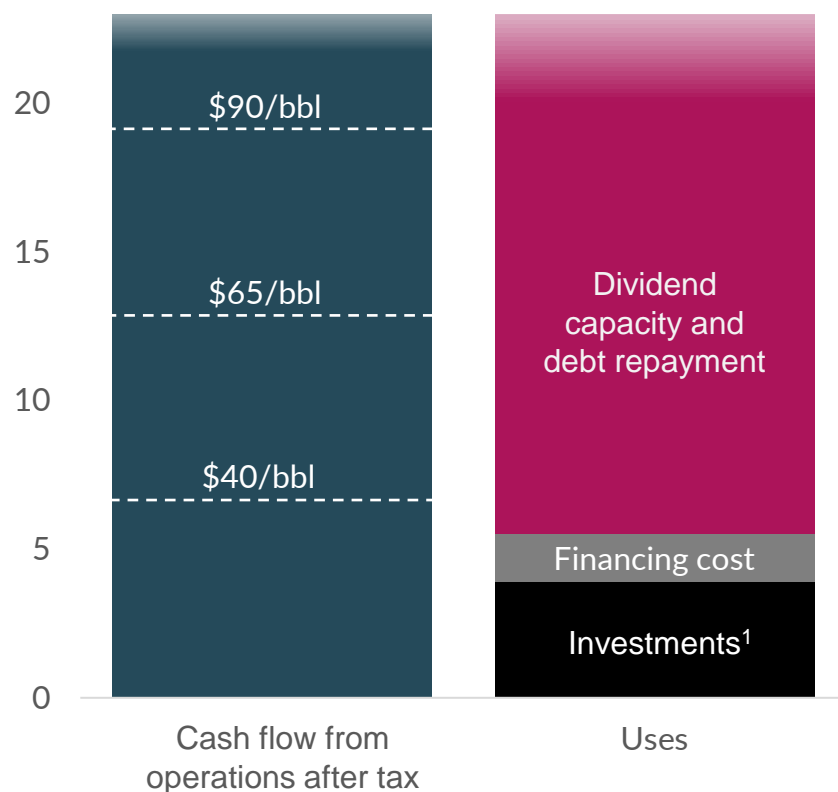 20
15
10
5
0
$90/bbl
$65/bbl
$40/bbl
Dividend
capacity and
debt repayment
Financing cost
Investments¹
Cash flow from
operations after tax
Uses